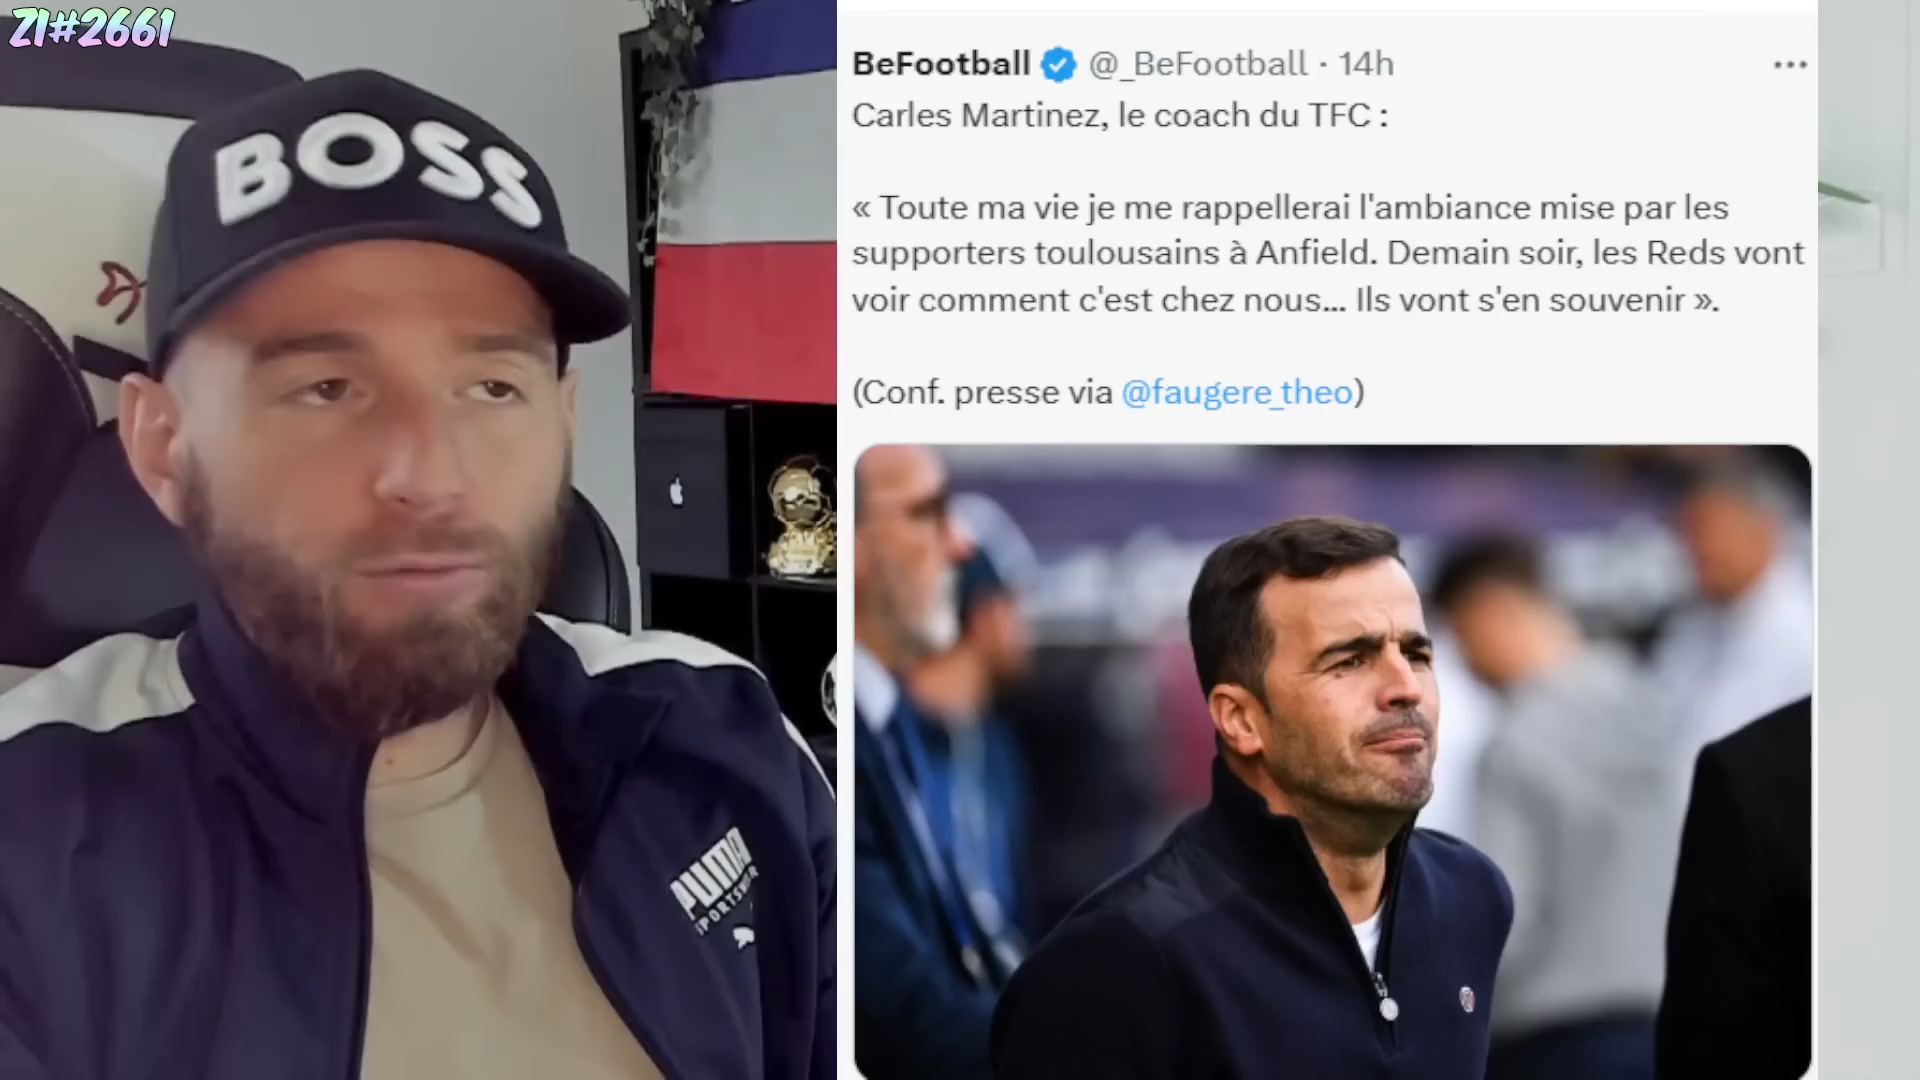 ZI#2661
BOSS
PUMA
SPORTSWEAR
BeFootball @_BeFootball · 14h
Carles Martinez, le coach du TFC :
« Toute ma vie je me rappellerai l'ambiance mise par les
supporters toulousains à Anfield. Demain soir, les Reds vont
voir comment c'est chez nous... Ils vont s'en souvenir ».
(Conf. presse via @faugere_theo)